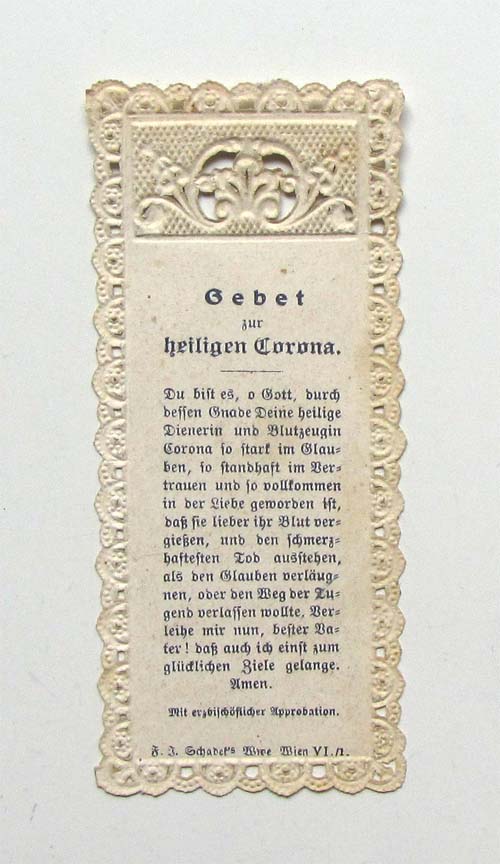 Gebet
zur
heiligen Corona.
Du bist es, o Gott, durch
dessen Gnade Deine heilige
Dienerin und Blutzeugin
Corona so stark im Glau-
ben, so standhaft im Ver-
trauen und so vollkommen
in der Liebe geworden ist,
daß sie lieber ihr Blut ver-
gießen, und den schmerz-
haftesten Tod ausstehen,
als den Glauben verläug-
nen, oder den Weg der Tu-
gend verlassen wollte. Ver-
leihe mir nun, bester Va-
ter! daß auch ich einst zum
glücklichen Ziele gelange.
Amen.
Mit erzbischöflicher Approbation.
F. J. Schadek's Wwe Wien VI./1.